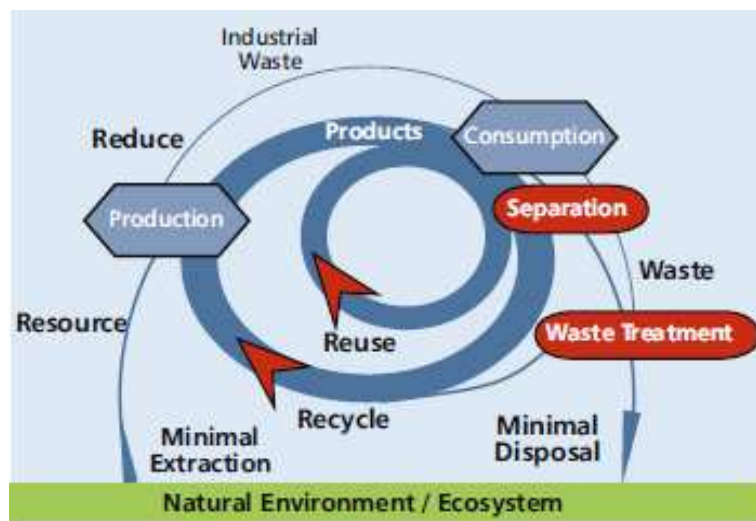 Industrial
Waste
Reduce
Products
Consumption
Production
Separation
Waste
Resource
Reuse
Waste Treatment
Recycle
Minimal
Extraction
Minimal
Disposal
Natural Environment / Ecosystem